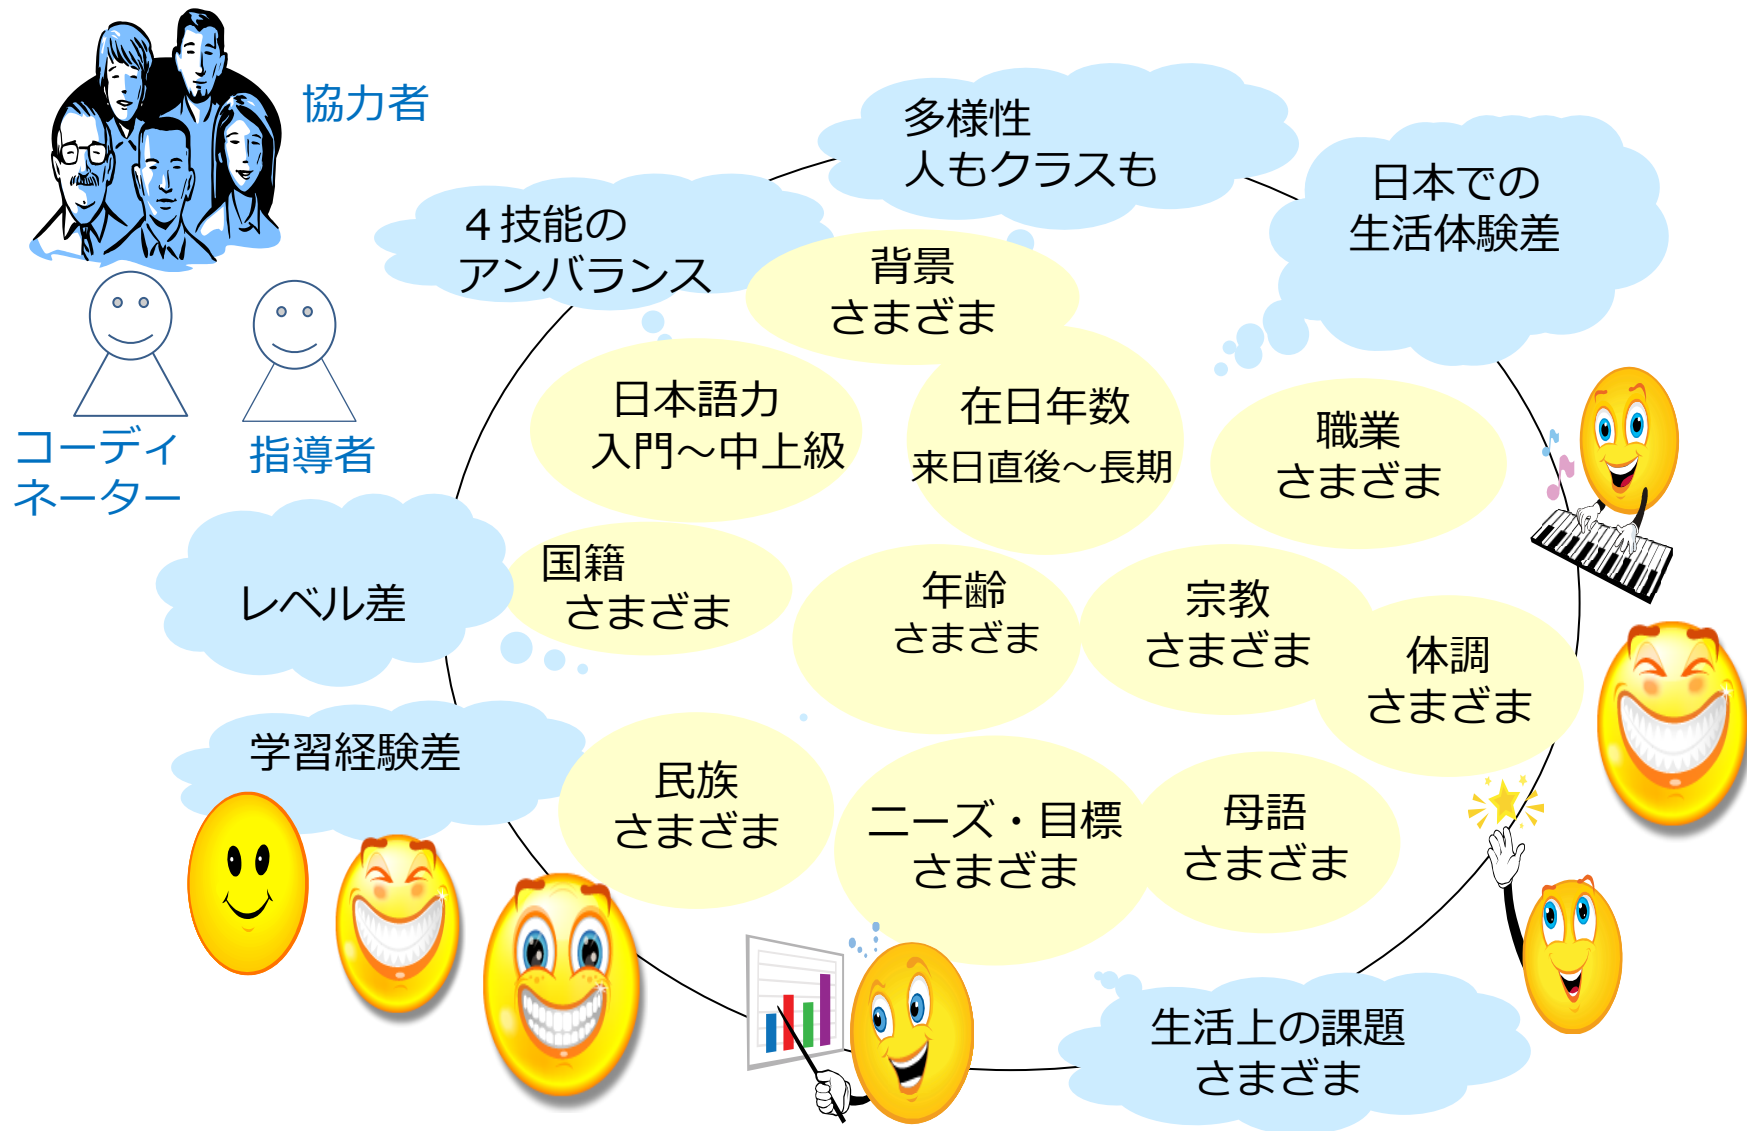 協力者
コーディ
ネーター
指導者
多様性
人もクラスも
日本での
生活体験差
４技能の
アンバランス
背景
さまざま
日本語力
入門～中上級
在日年数
来日直後～長期
職業
さまざま
レベル差
国籍
さまざま
年齢
さまざま
宗教
さまざま
体調
さまざま
学習経験差
民族
さまざま
ニーズ・目標
さまざま
母語
さまざま
生活上の課題
さまざま